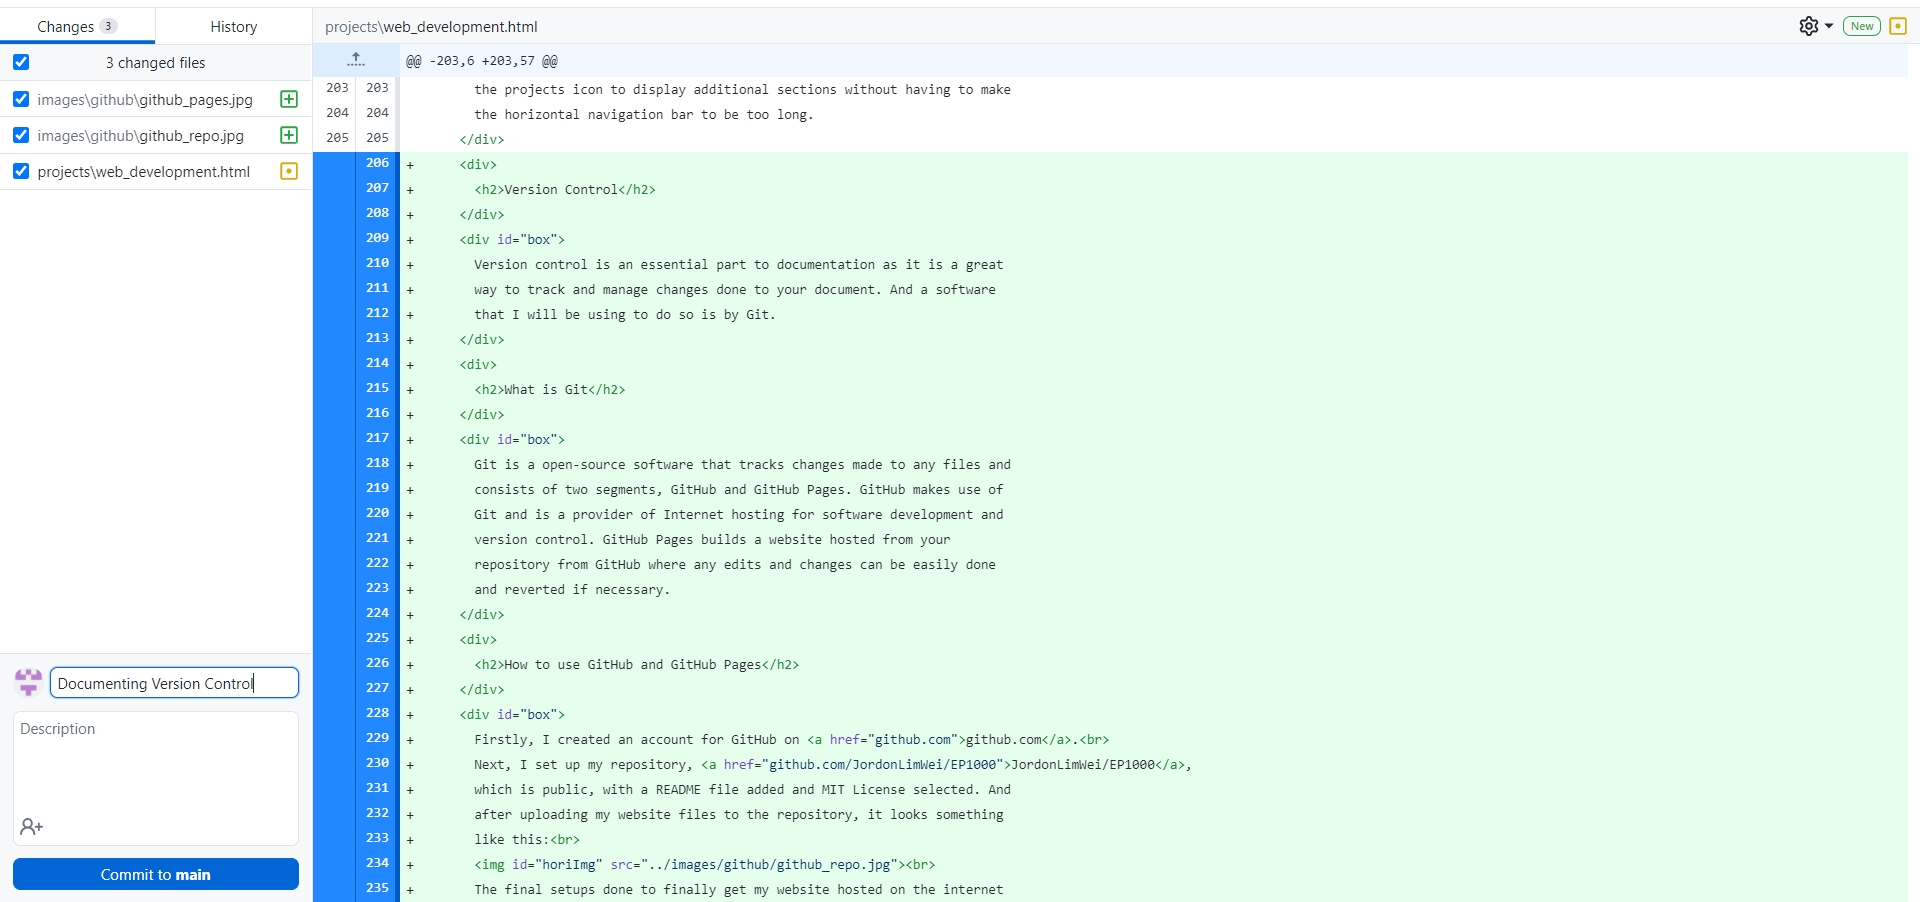 Changes 3 History
3 changed files
images\github\github_pages.jpg
images\github\github_repo.jpg
projects\web_development.html
Documenting Version Control
Description
Commit to main
projects\web_development.html New
@@ -203,6 +203,57 @@
203 203 the projects icon to display additional sections without having to make
204 204 the horizontal navigation bar to be too long.
205 205 </div>
206 + <div>
207 + <h2>Version Control</h2>
208 + </div>
209 + <div id="box">
210 + Version control is an essential part to documentation as it is a great
211 + way to track and manage changes done to your document. And a software
212 + that I will be using to do so is by Git.
213 + </div>
214 + <div>
215 + <h2>What is Git</h2>
216 + </div>
217 + <div id="box">
218 + Git is a open-source software that tracks changes made to any files and
219 + consists of two segments, GitHub and GitHub Pages. GitHub makes use of
220 + Git and is a provider of Internet hosting for software development and
221 + version control. GitHub Pages builds a website hosted from your
222 + repository from GitHub where any edits and changes can be easily done
223 + and reverted if necessary.
224 + </div>
225 + <div>
226 + <h2>How to use GitHub and GitHub Pages</h2>
227 + </div>
228 + <div id="box">
229 + Firstly, I created an account for GitHub on <a href="github.com">github.com</a>.<br>
230 + Next, I set up my repository, <a href="github.com/JordonLimWei/EP1000">JordonLimWei/EP1000</a>,
231 + which is public, with a README file added and MIT License selected. And
232 + after uploading my website files to the repository, it looks something
233 + like this:<br>
234 + <img id="horiImg" src="../images/github/github_repo.jpg"><br>
235 + The final setups done to finally get my website hosted on the internet